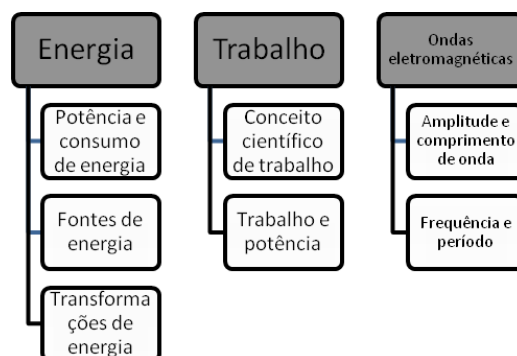 Energia
Potência e
consumo
de energia
Fontes de
energia
Transforma
ções de
energia
Trabalho
Conceito
científico
de trabalho
Trabalho e
potência
Ondas
eletromagnéticas
Amplitude e
comprimento
de onda
Frequência e
período